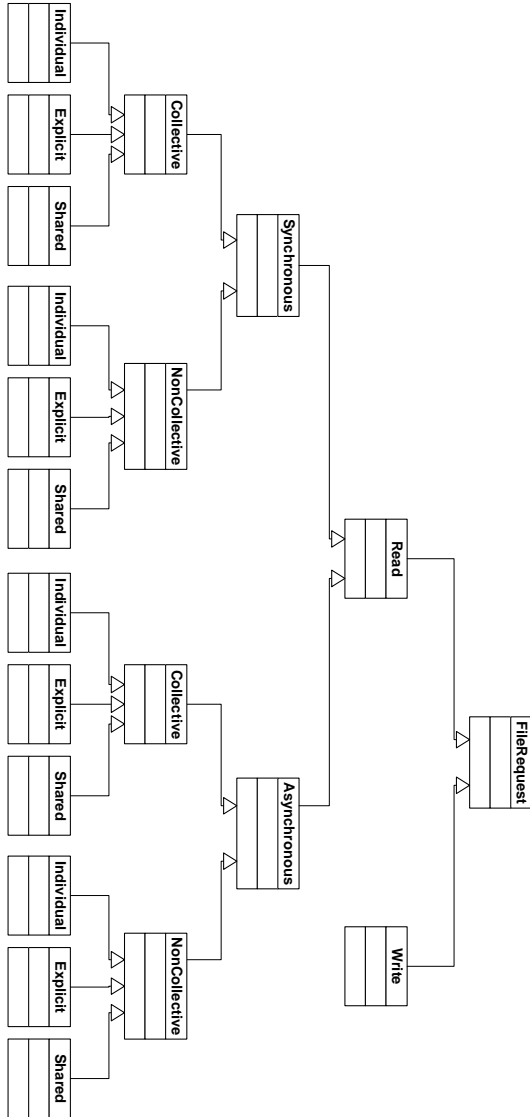 FileRequest
Read
Write
Synchronous
Asynchronous
Collective
NonCollective
Collective
NonCollective
Individual
Explicit
Shared
Individual
Explicit
Shared
Individual
Explicit
Shared
Individual
Explicit
Shared